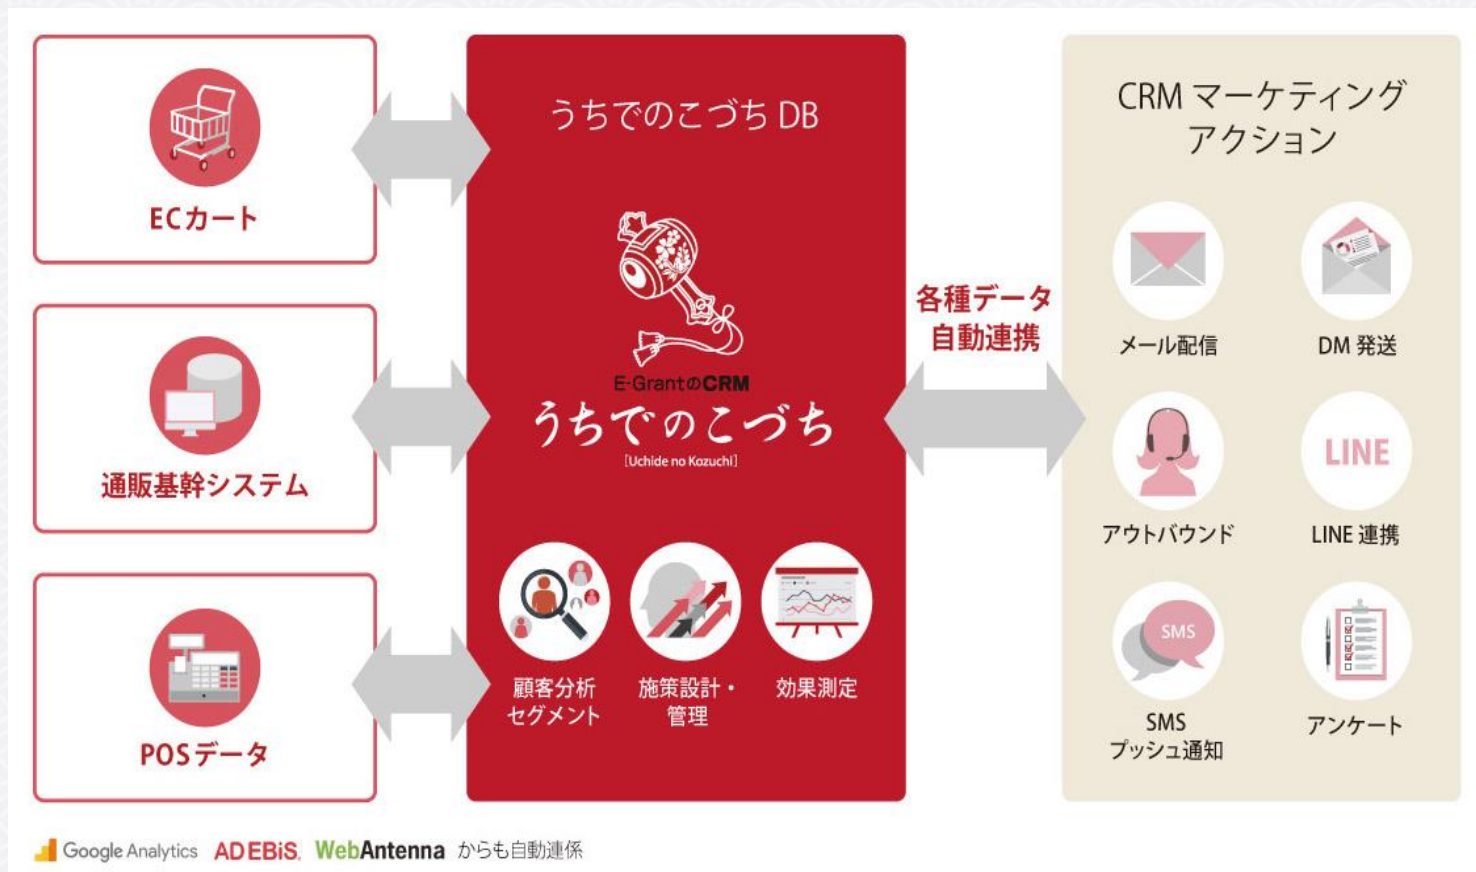 ECカート
通販基幹システム
POSデータ
うちでのこづち DB
E-GrantのCRM
うちでのこづち
[Uchide no Kozuchi]
顧客分析
セグメント
施策設計・
管理
効果測定
各種データ
自動連携
CRM マーケティング
アクション
メール配信
DM 発送
アウトバウンド
LINE
LINE 連携
SMS
SMS
プッシュ通知
アンケート
Google Analytics AD EBiS. WebAntenna からも自動連係